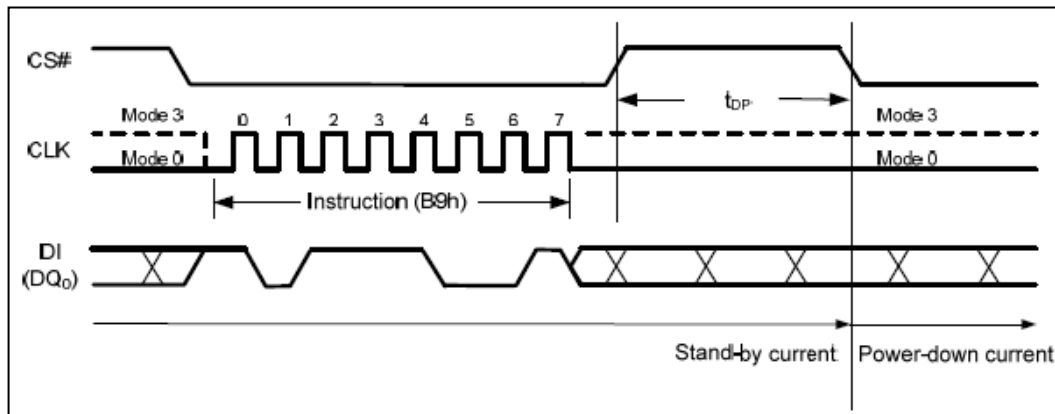 CS#
tDP
Mode 3
Mode 3
0 1 2 3 4 5 6 7
CLK
Mode 0
Mode 0
Instruction (B9h)
DI
(DQ0)
Stand-by current
Power-down current